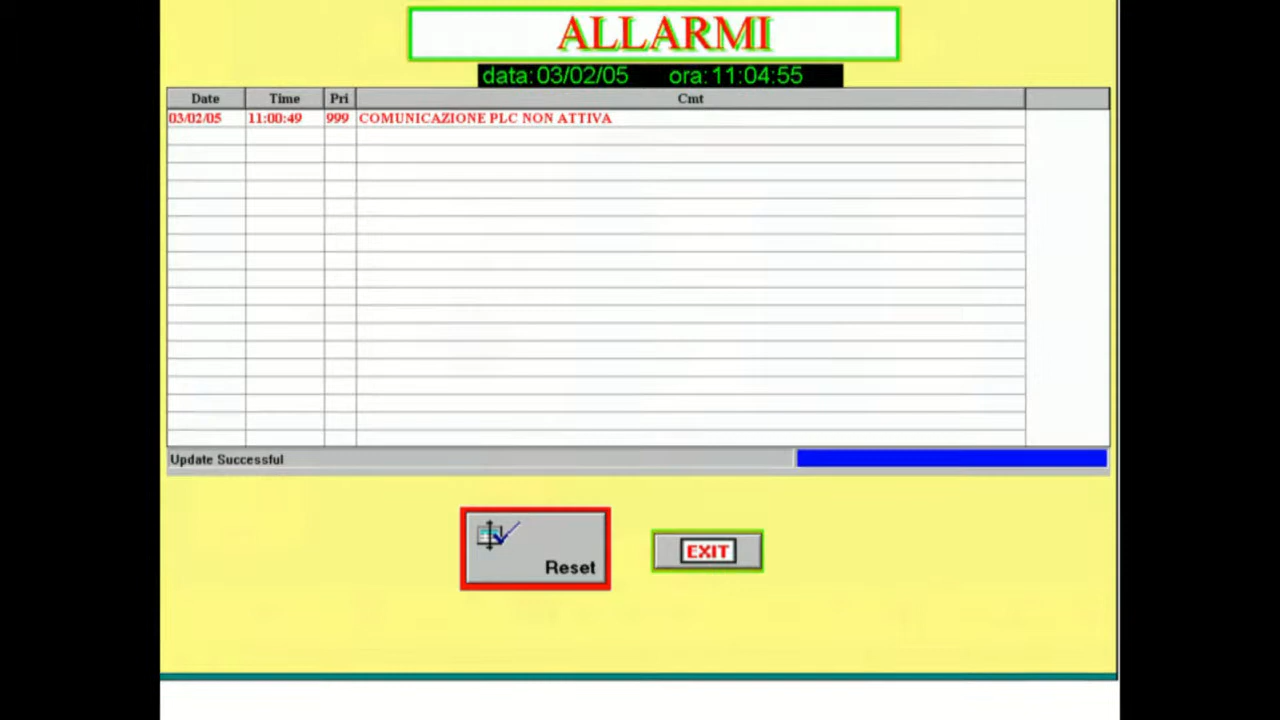 ALLARMI
data:03/02/05 ora:11:04:55
Date Time Pri Cmt
03/02/05 11:00:49 999 COMUNICAZIONE PLC NON ATTIVA
Update Successful
Reset
EXIT